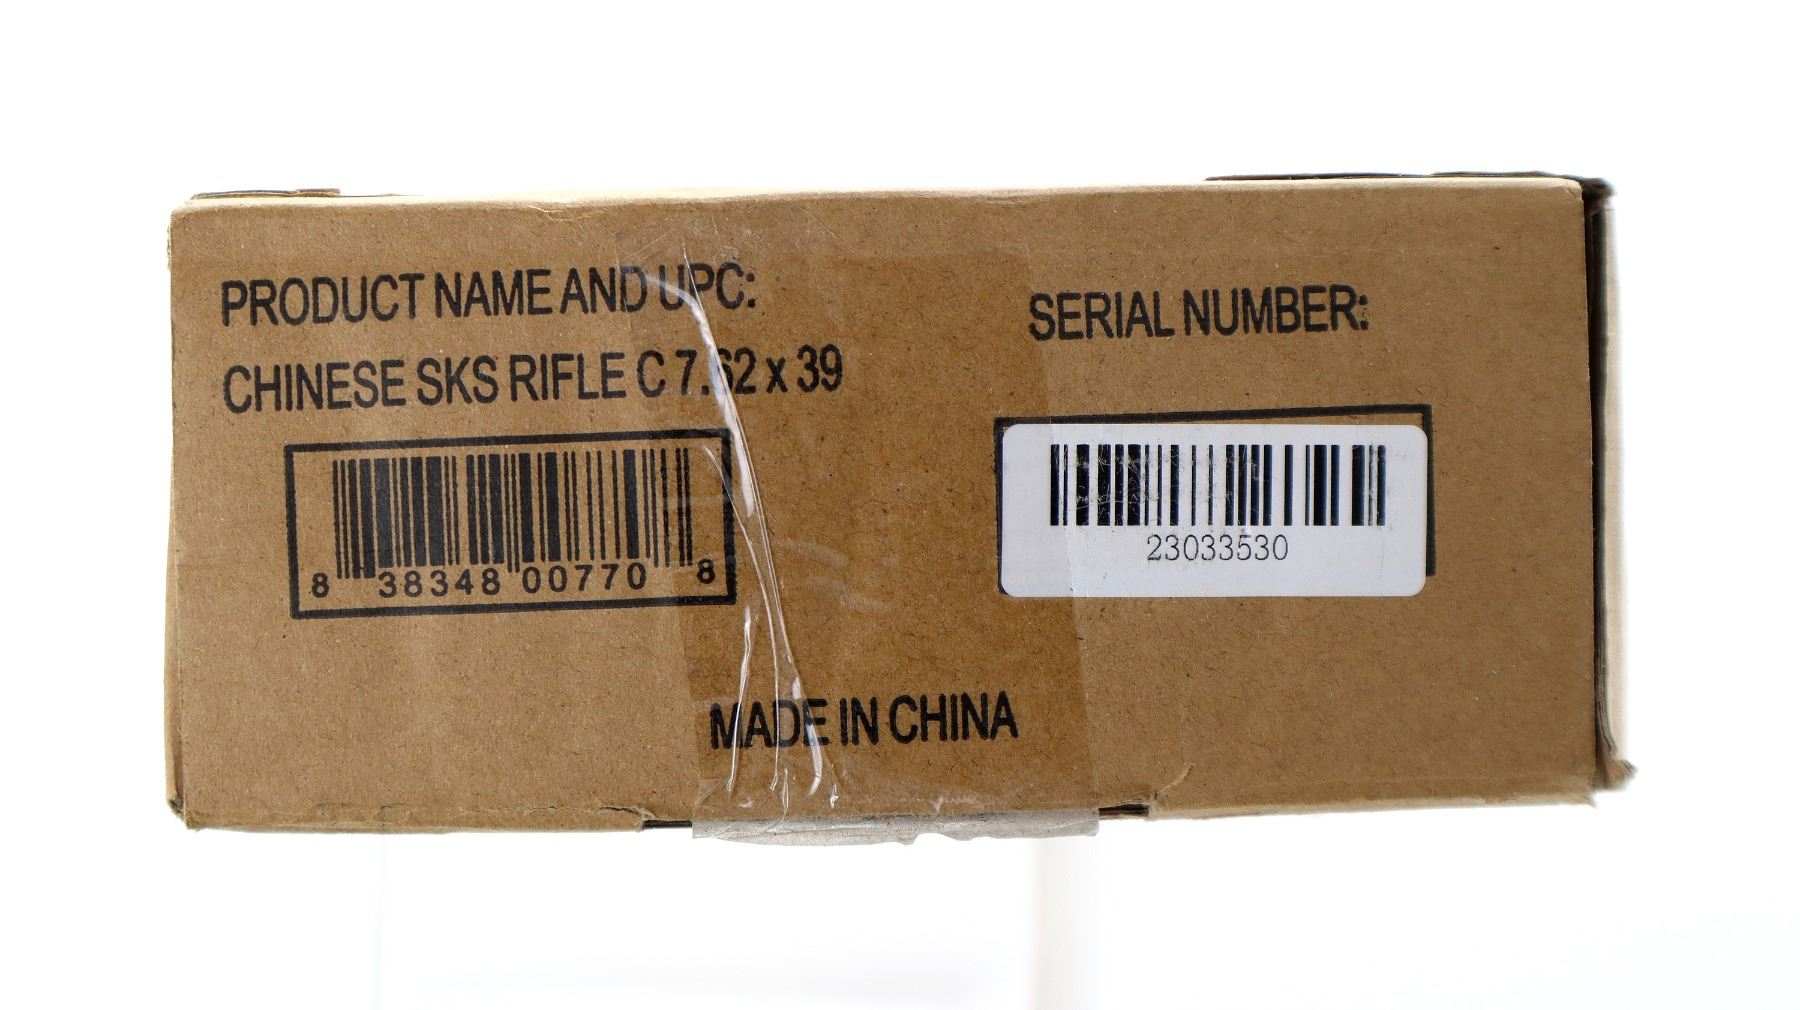 PRODUCT NAME AND UPC:
CHINESE SKS RIFLE C 7.62 x 39
8 38348 00770 8
SERIAL NUMBER:
23033530
MADE IN CHINA